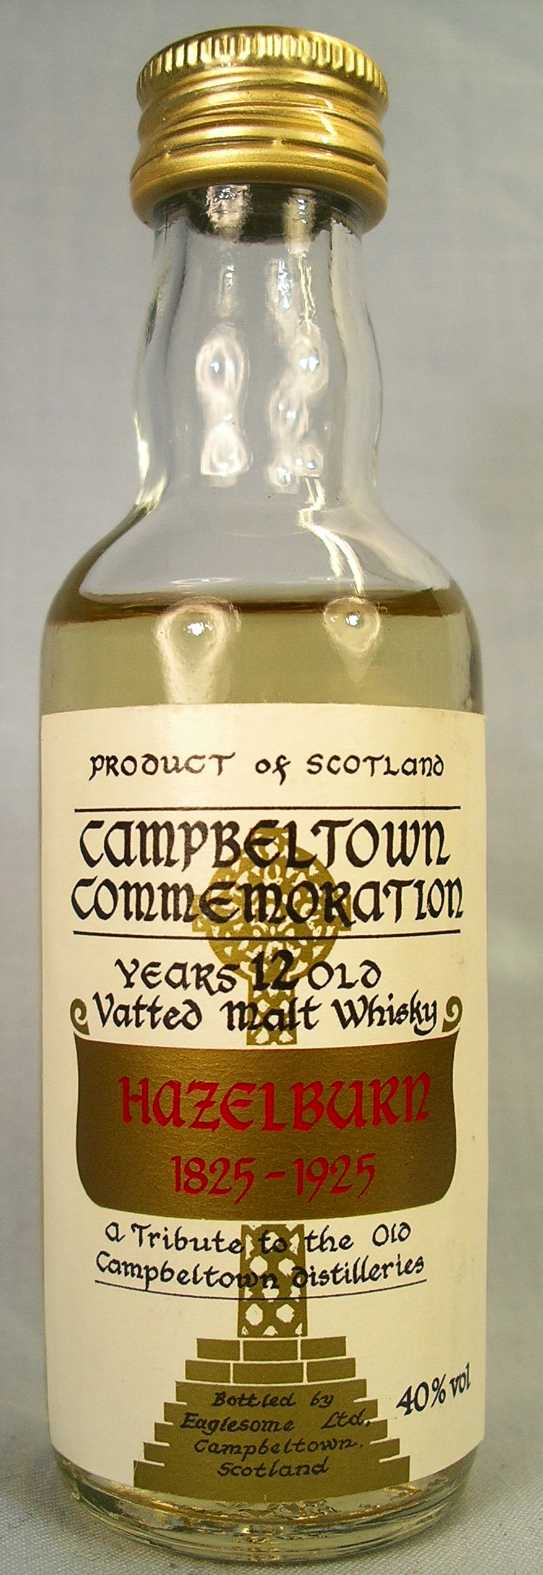 PRODUCT of SCOTLAND
CAMPBELTOWN
COMMEMORATION
YEARS 12 OLD
Vatted Malt Whisky
HAZELBURN
1825-1925
a Tribute to the Old
Campbeltown distilleries
40% vol
Bottled by
Eaglesome Ltd,
Campbeltown.
Scotland